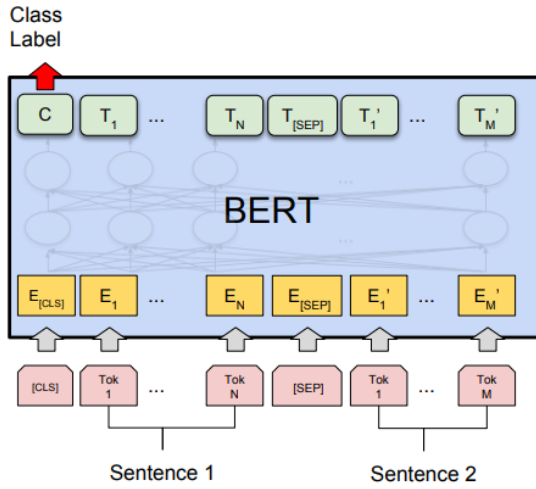 Class
Label
C T1 ... TN T[SEP] T1' ... TM'
...
BERT
...
E[CLS] E1 ... EN E[SEP] E1' ... EM'
[CLS] Tok 1 ... Tok N [SEP] Tok 1 ... Tok M
Sentence 1 Sentence 2